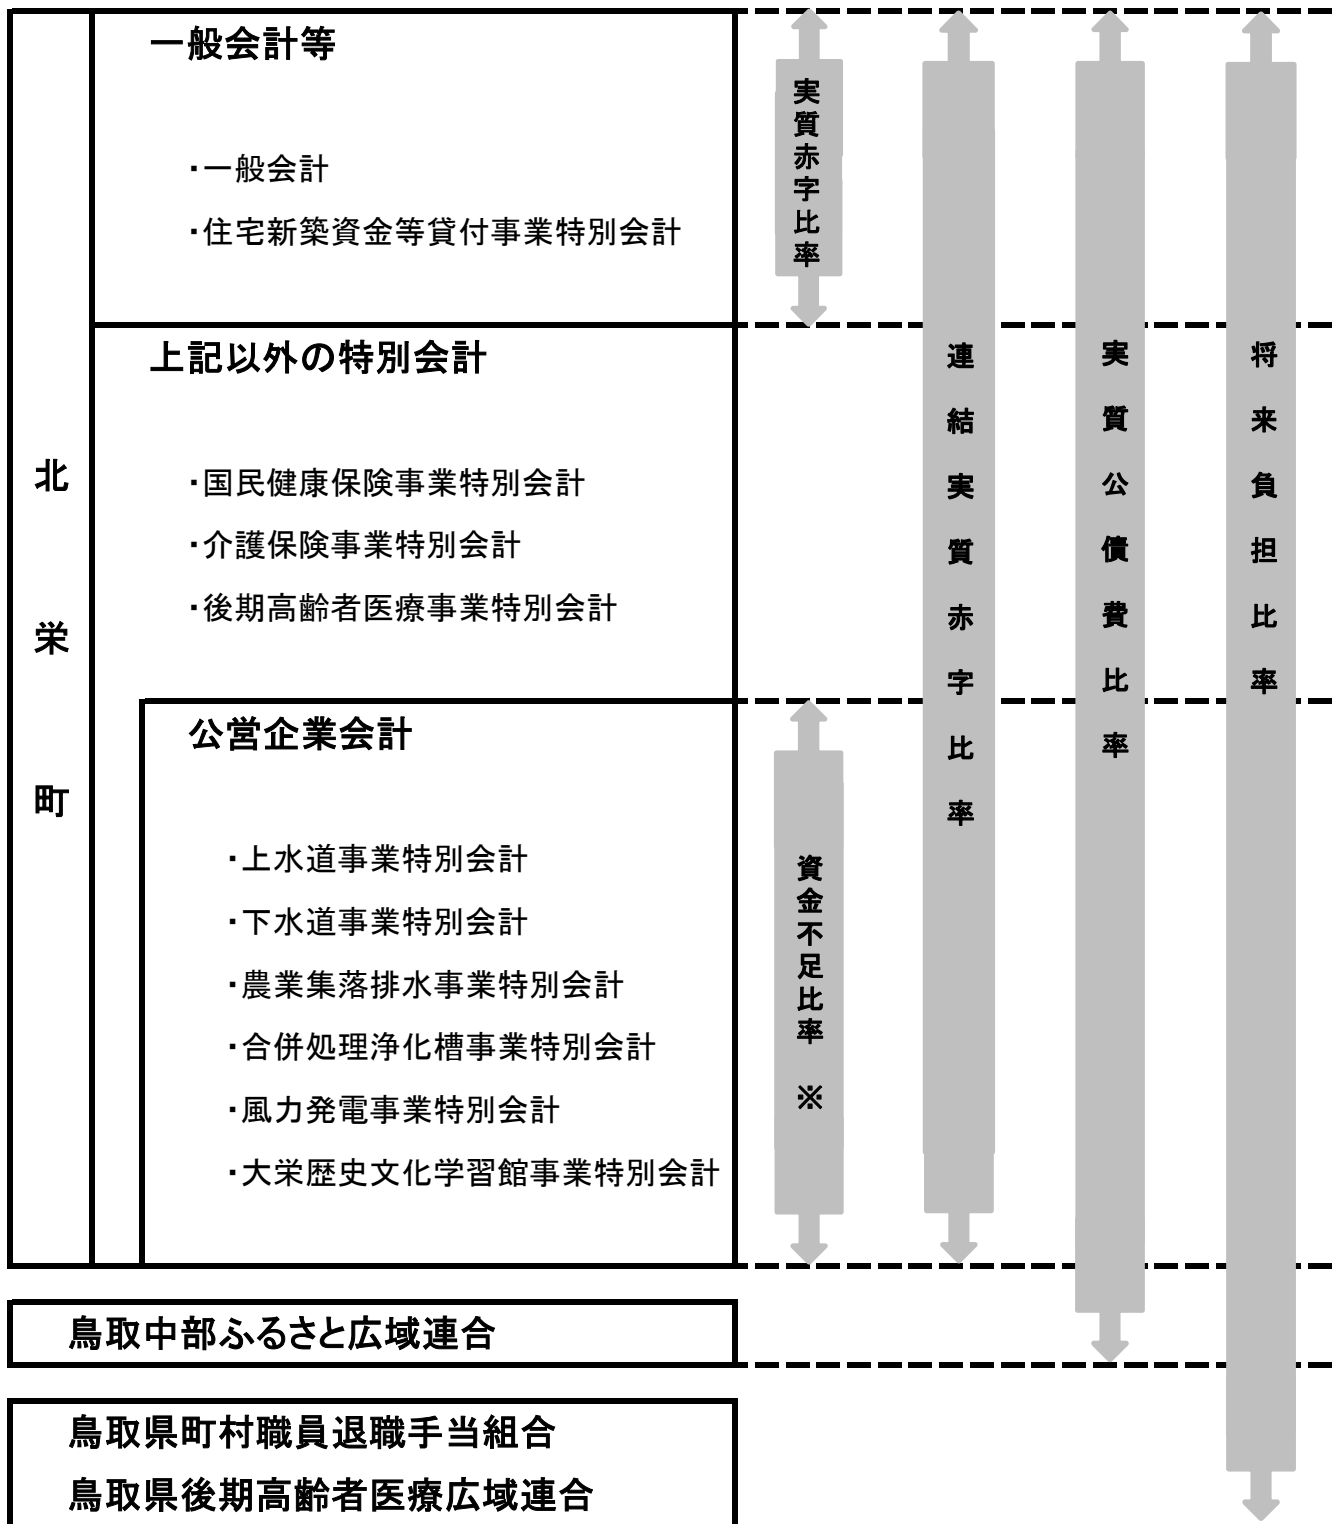 一般会計等
・一般会計
・住宅新築資金等貸付事業特別会計
上記以外の特別会計
・国民健康保険事業特別会計
・介護保険事業特別会計
・後期高齢者医療事業特別会計
公営企業会計
・上水道事業特別会計
・下水道事業特別会計
・農業集落排水事業特別会計
・合併処理浄化槽事業特別会計
・風力発電事業特別会計
・大栄歴史文化学習館事業特別会計
北栄町
実質赤字比率
資金不足比率 ※
連結実質赤字比率
実質公債費比率
将来負担比率
鳥取中部ふるさと広域連合
鳥取県町村職員退職手当組合
鳥取県後期高齢者医療広域連合